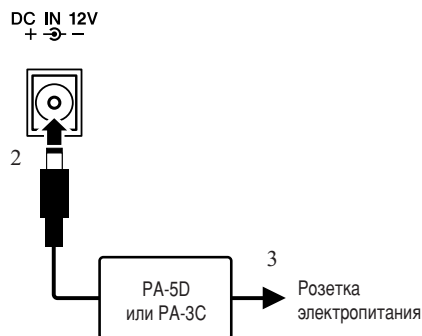 DC IN 12V
+ −
2
3
PA-5D
или PA-3C
Розетка
электропитания